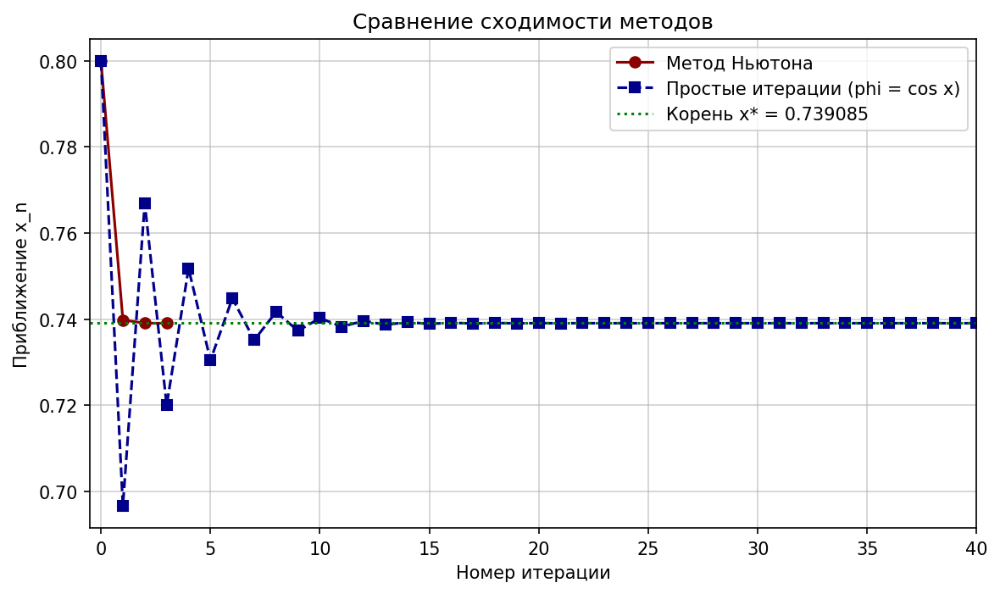 Сравнение сходимости методов
Метод Ньютона
Простые итерации (phi = cos x)
Корень x* = 0.739085
Приближение x_n
0.80
0.78
0.76
0.74
0.72
0.70
0
5
10
15
20
25
30
35
40
Номер итерации